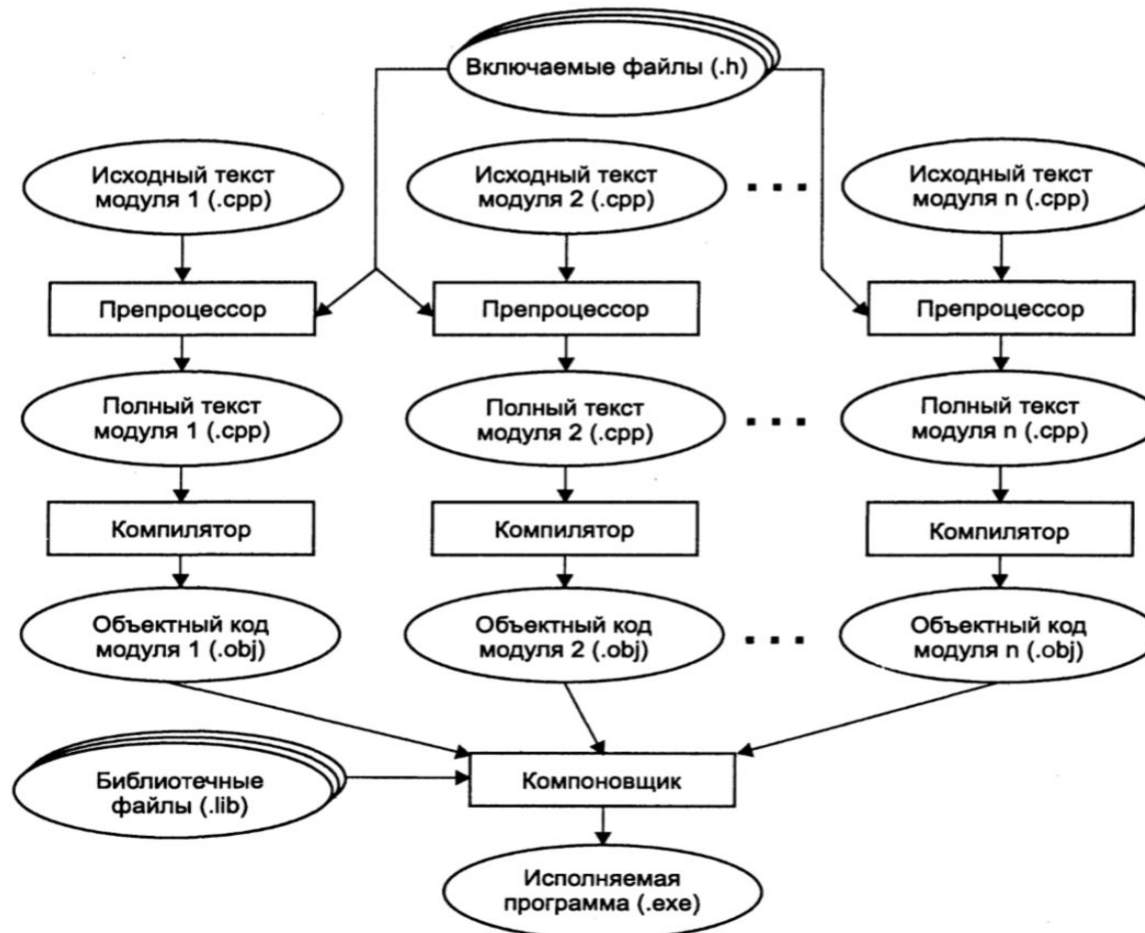 Включаемые файлы (.h)
Исходный текст
модуля 1 (.cpp)
Исходный текст
модуля 2 (.cpp)
Исходный текст
модуля n (.cpp)
Препроцессор
Препроцессор
Препроцессор
Полный текст
модуля 1 (.cpp)
Полный текст
модуля 2 (.cpp)
Полный текст
модуля n (.cpp)
Компилятор
Компилятор
Компилятор
Объектный код
модуля 1 (.obj)
Объектный код
модуля 2 (.obj)
Объектный код
модуля n (.obj)
Библиотечные
файлы (.lib)
Компоновщик
Исполняемая
программа (.exe)